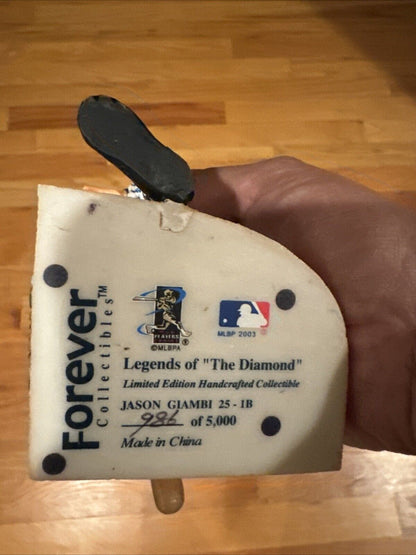 Forever
Collectibles™
PLAYERS
©MLBPA
MLBP 2003
Legends of "The Diamond"
Limited Edition Handcrafted Collectible
JASON GIAMBI 25 - 1B
986 of 5,000
Made in China